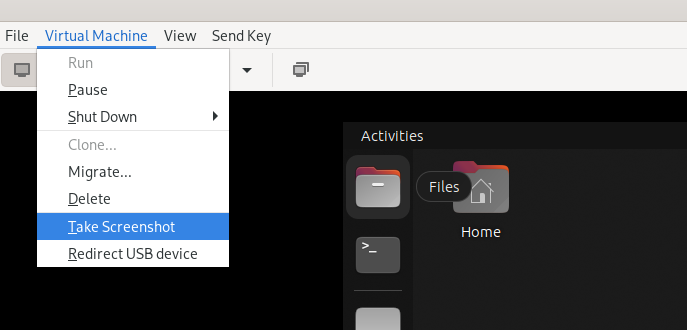 File Virtual Machine View Send Key
Run
Pause
Shut Down
Clone...
Migrate...
Delete
Take Screenshot
Redirect USB device
Activities
Files
Home
>_